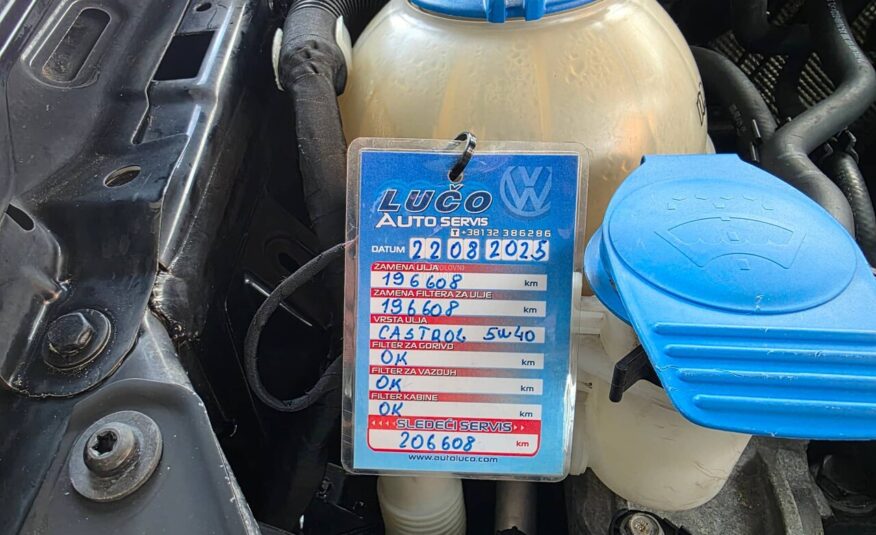 LUČO
AUTO SERVIS
T +38132 386286
DATUM 22 08 2025
ZAMENA ULJA (POLOVNI)
196608 km
ZAMENA FILTERA ZA ULJE
196608 km
VRSTA ULJA
CASTROL 5W40
FILTER ZA GORIVO
OK km
FILTER ZA VAZDUH
OK km
FILTER KABINE
OK km
SLEDEĆI SERVIS
206608 km
www.autoluco.com